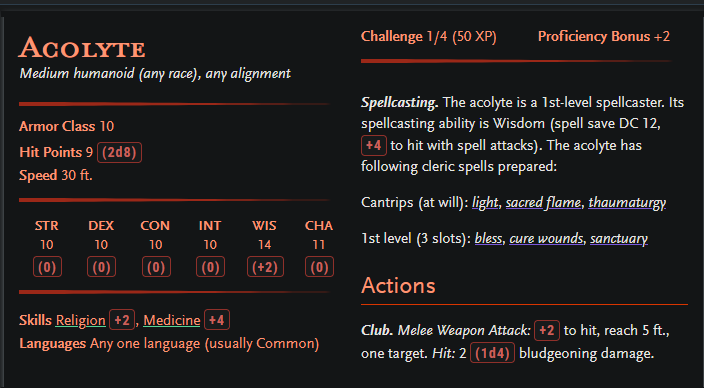 ACOLYTE
Medium humanoid (any race), any alignment
Armor Class 10
Hit Points 9 (2d8)
Speed 30 ft.
STR DEX CON INT WIS CHA
10 10 10 10 14 11
(0) (0) (0) (0) (+2) (0)
Skills Religion +2, Medicine +4
Languages Any one language (usually Common)
Challenge 1/4 (50 XP) Proficiency Bonus +2
Spellcasting. The acolyte is a 1st-level spellcaster. Its
spellcasting ability is Wisdom (spell save DC 12,
+4 to hit with spell attacks). The acolyte has
following cleric spells prepared:
Cantrips (at will): light, sacred flame, thaumaturgy
1st level (3 slots): bless, cure wounds, sanctuary
Actions
Club. Melee Weapon Attack: +2 to hit, reach 5 ft.,
one target. Hit: 2 (1d4) bludgeoning damage.